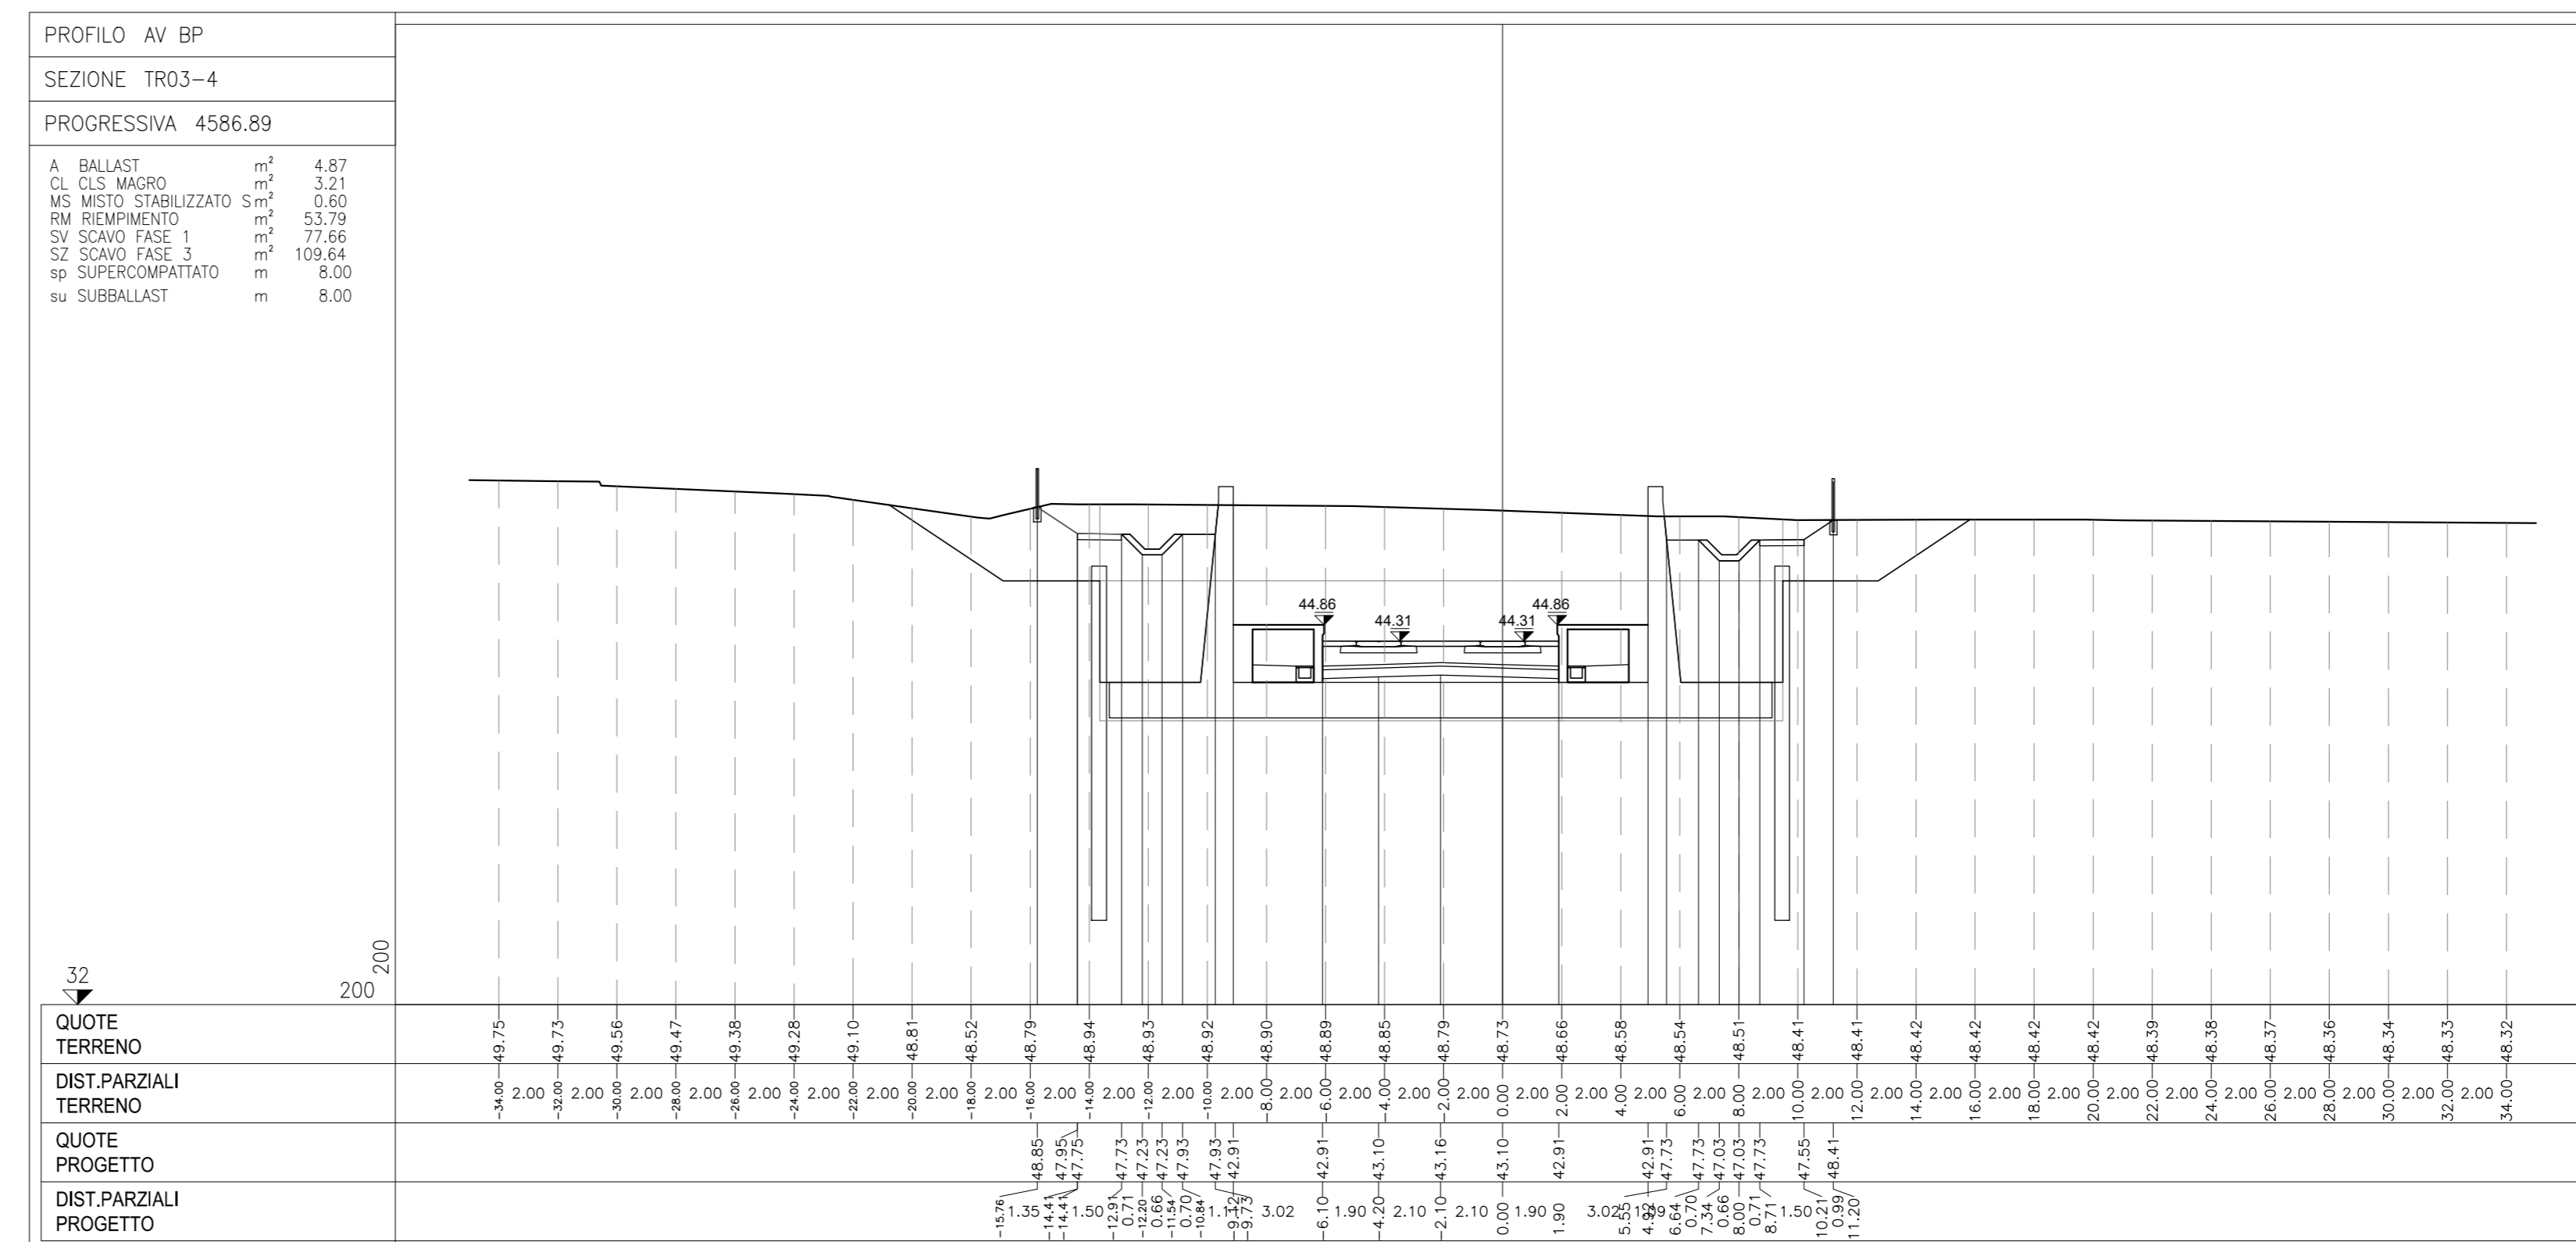 PROFILO AV BP
SEZIONE TR03-4
PROGRESSIVA 4586.89
A BALLAST m² 4.87
CL CLS MAGRO m² 3.21
MS MISTO STABILIZZATO S m² 0.60
RM RIEMPIMENTO m² 53.79
SV SCAVO FASE 1 m² 77.66
SZ SCAVO FASE 3 m² 109.64
sp SUPERCOMPATTATO m 8.00
su SUBBALLAST m 8.00
44.86 44.86
44.31 44.31
200
32
200
QUOTE
TERRENO
49.75 49.73 49.56 49.47 49.38 49.28 49.10 48.81 48.52 48.79 48.94 48.93 48.92 48.90 48.89 48.85 48.79 48.73 48.66 48.58 48.54 48.51 48.41 48.41 48.42 48.42 48.42 48.42 48.39 48.38 48.37 48.36 48.34 48.33 48.32
DIST.PARZIALI
TERRENO
-34.00 2.00 -32.00 2.00 -30.00 2.00 -28.00 2.00 -26.00 2.00 -24.00 2.00 -22.00 2.00 -20.00 2.00 -18.00 2.00 -16.00 2.00 -14.00 2.00 -12.00 2.00 -10.00 2.00 -8.00 2.00 -6.00 2.00 -4.00 2.00 -2.00 2.00 0.00 2.00 2.00 2.00 4.00 2.00 6.00 2.00 8.00 2.00 10.00 2.00 12.00 2.00 14.00 2.00 16.00 2.00 18.00 2.00 20.00 2.00 22.00 2.00 24.00 2.00 26.00 2.00 28.00 2.00 30.00 2.00 32.00 2.00 34.00
QUOTE
PROGETTO
48.85 47.95 47.75 47.73 47.23 47.23 47.93 47.93 42.91 42.91 43.10 43.16 43.10 42.91 42.91 47.73 47.73 47.03 47.03 47.73 47.55 48.41
DIST.PARZIALI
PROGETTO
-15.76 1.35 -14.41 -14.41 1.50 -12.91 0.71 -12.20 0.66 -11.54 0.70 -10.84 -9.12 -9.73 3.02 -6.10 1.90 -4.20 2.10 -2.10 2.10 0.00 1.90 1.90 3.02 5.55 4.92 6.64 0.70 7.34 0.66 8.00 0.71 8.71 1.50 10.21 0.99 11.20